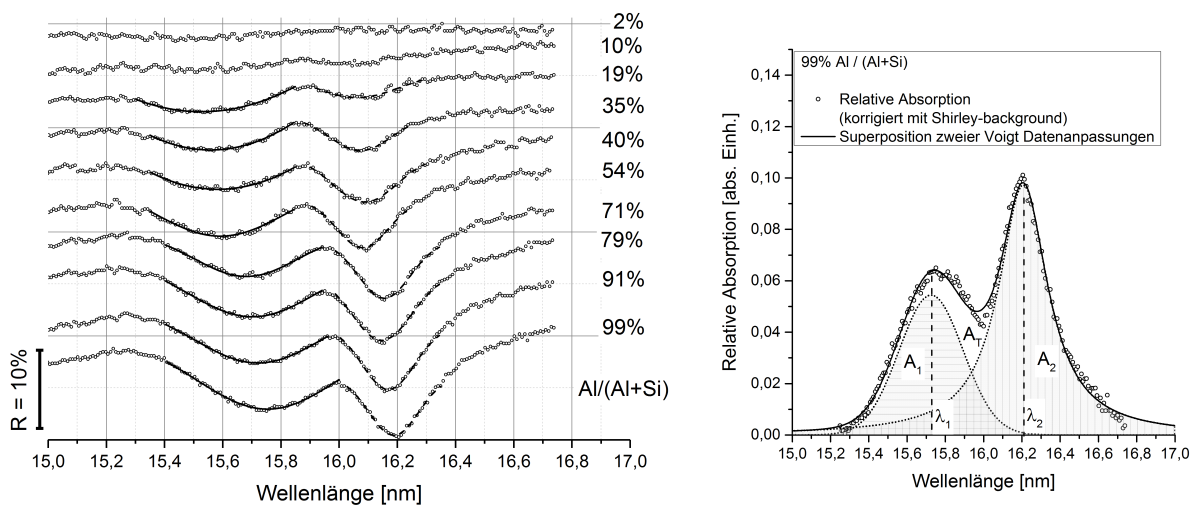 2%
10%
19%
35%
40%
54%
71%
79%
91%
99%
Al/(Al+Si)
R = 10%
15,0 15,2 15,4 15,6 15,8 16,0 16,2 16,4 16,6 16,8 17,0
Wellenlänge [nm]
99% Al / (Al+Si)
Relative Absorption
(korrigiert mit Shirley-background)
Superposition zweier Voigt Datenanpassungen
0,14
0,12
0,10
0,08
0,06
0,04
0,02
0,00
Relative Absorption [abs. Einh.]
A₁
A_T
A₂
λ₁
λ₂
15,0 15,2 15,4 15,6 15,8 16,0 16,2 16,4 16,6 16,8 17,0
Wellenlänge [nm]